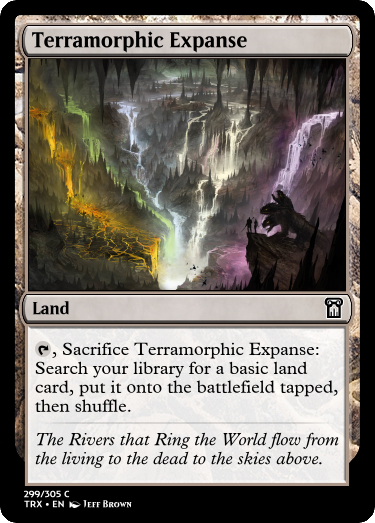 Terramorphic Expanse
Land
, Sacrifice Terramorphic Expanse:
Search your library for a basic land
card, put it onto the battlefield tapped,
then shuffle.
The Rivers that Ring the World flow from
the living to the dead to the skies above.
299/305 C
TRX • EN Jeff Brown